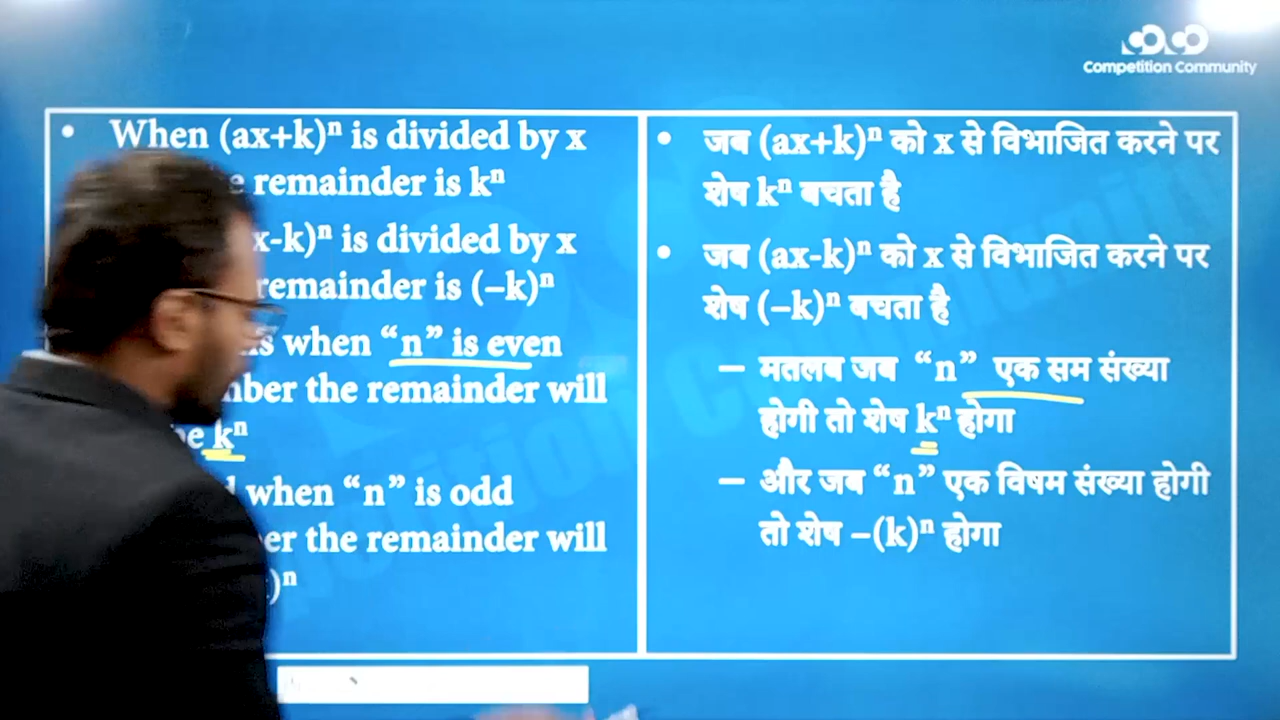 Competition Community
• When (ax+k)ⁿ is divided by x
remainder is kⁿ
x-k)ⁿ is divided by x
remainder is (−k)ⁿ
when “n” is even
the remainder will
kⁿ
when “n” is odd
the remainder will
)ⁿ
• जब (ax+k)ⁿ को x से विभाजित करने पर
शेष kⁿ बचता है
• जब (ax-k)ⁿ को x से विभाजित करने पर
शेष (−k)ⁿ बचता है
– मतलब जब “n” एक सम संख्या
होगी तो शेष kⁿ होगा
– और जब “n” एक विषम संख्या होगी
तो शेष −(k)ⁿ होगा